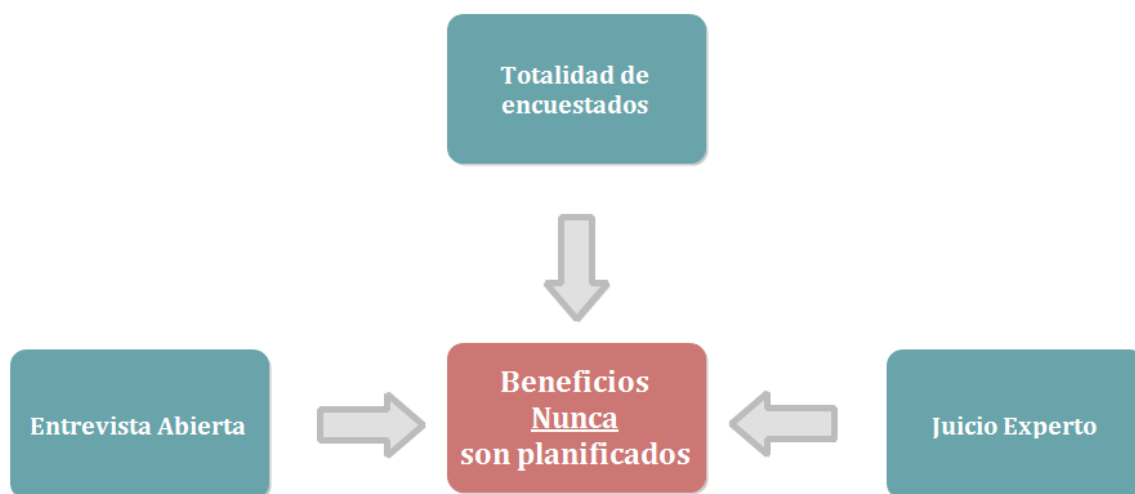 Totalidad de
encuestados
Entrevista Abierta
Beneficios
Nunca
son planificados
Juicio Experto